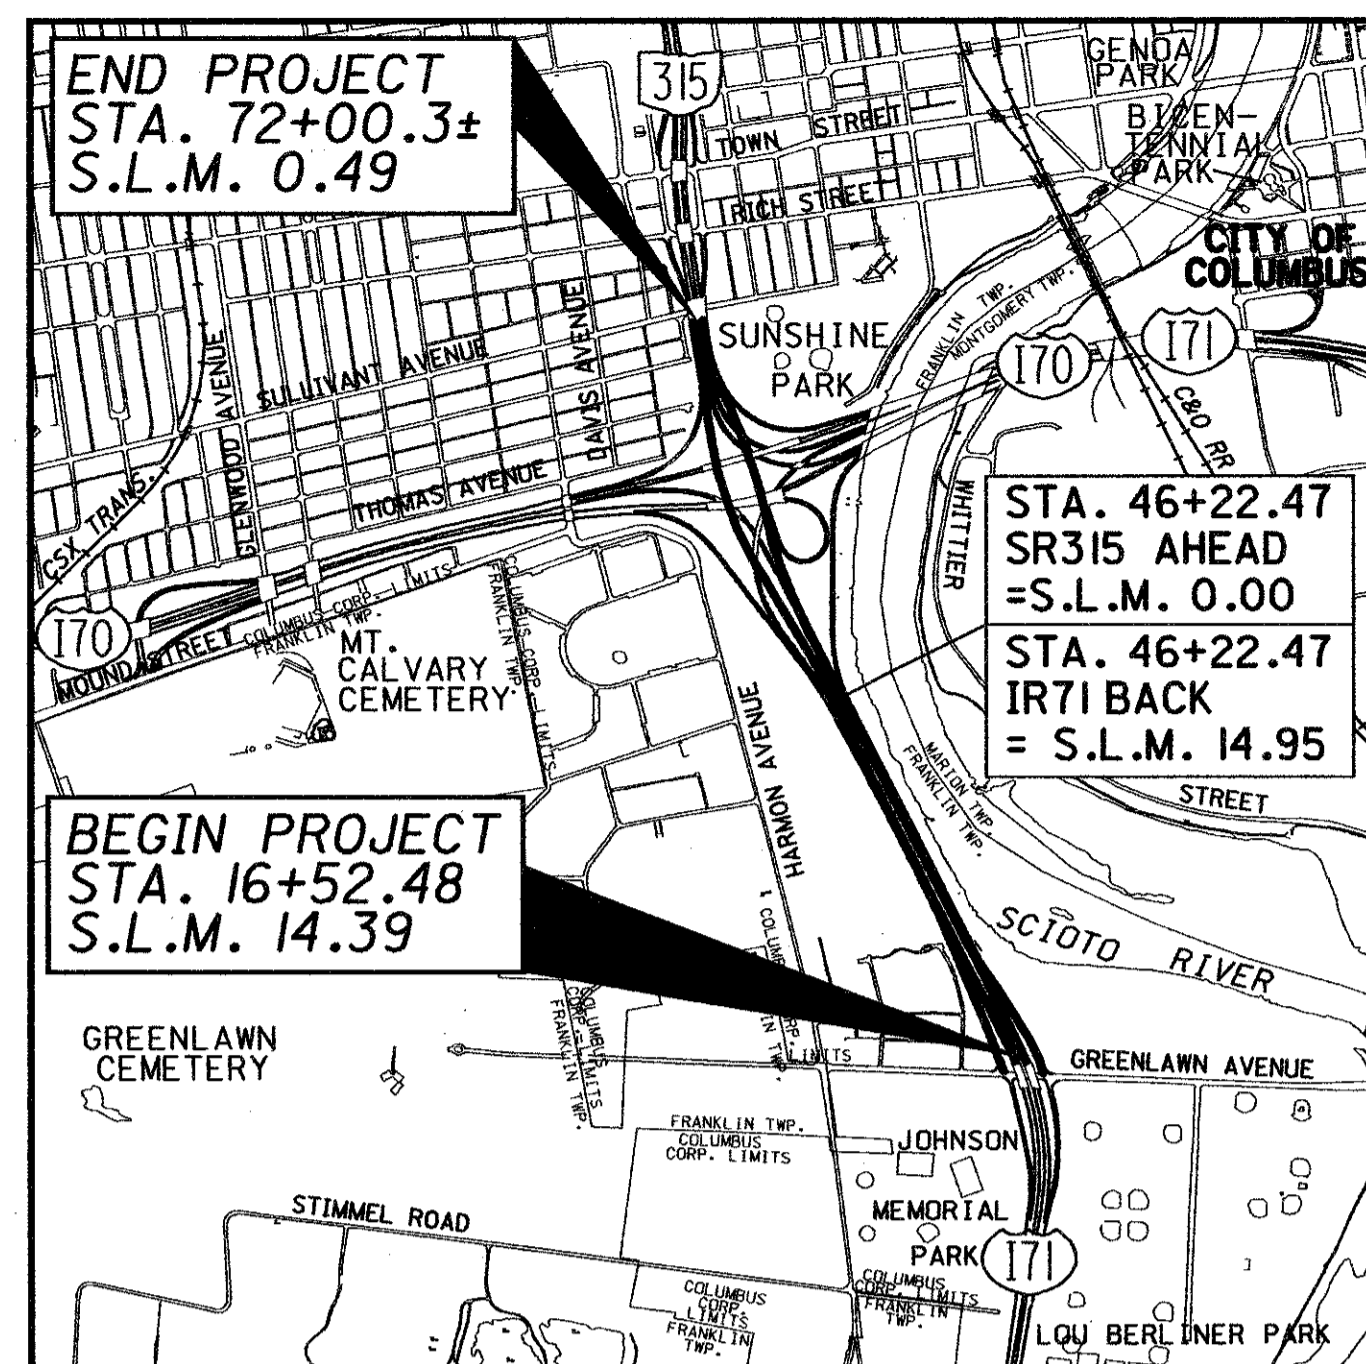 END PROJECT
STA. 72+00.3±
S.L.M. 0.49
315
GENOA
PARK
BICEN-
TENNIAL
PARK
TOWN STREET
RICH STREET
CITY OF
COLUMBUS
FRANKLIN TWP.
MONTGOMERY TWP.
SUNSHINE
PARK
I70
I71
C&O RR
SULLIVANT AVENUE
DAVIS AVENUE
GLENWOOD AVENUE
THOMAS AVENUE
CSX TRANS.
WHITTIER
STA. 46+22.47
SR315 AHEAD
=S.L.M. 0.00
STA. 46+22.47
IR71 BACK
= S.L.M. 14.95
I70
MOUND STREET
COLUMBUS CORP. LIMITS
FRANKLIN TWP.
COLUMBUS CORP. LIMITS
FRANKLIN TWP.
MT.
CALVARY
CEMETERY
HARMON AVENUE
MARION TWP.
FRANKLIN TWP.
STREET
BEGIN PROJECT
STA. 16+52.48
S.L.M. 14.39
SCIOTO RIVER
COLUMBUS
CORP. LIMITS
FRANKLIN TWP.
LIMITS
GREENLAWN
CEMETERY
GREENLAWN AVENUE
FRANKLIN TWP.
COLUMBUS
CORP. LIMITS
JOHNSON
MEMORIAL
PARK
I71
STIMMEL ROAD
COLUMBUS
CORP.
LIMITS
FRANKLIN
TWP.
COLUMBUS
CORP. LIMITS
FRANKLIN
TWP.
LOU BERLINER PARK